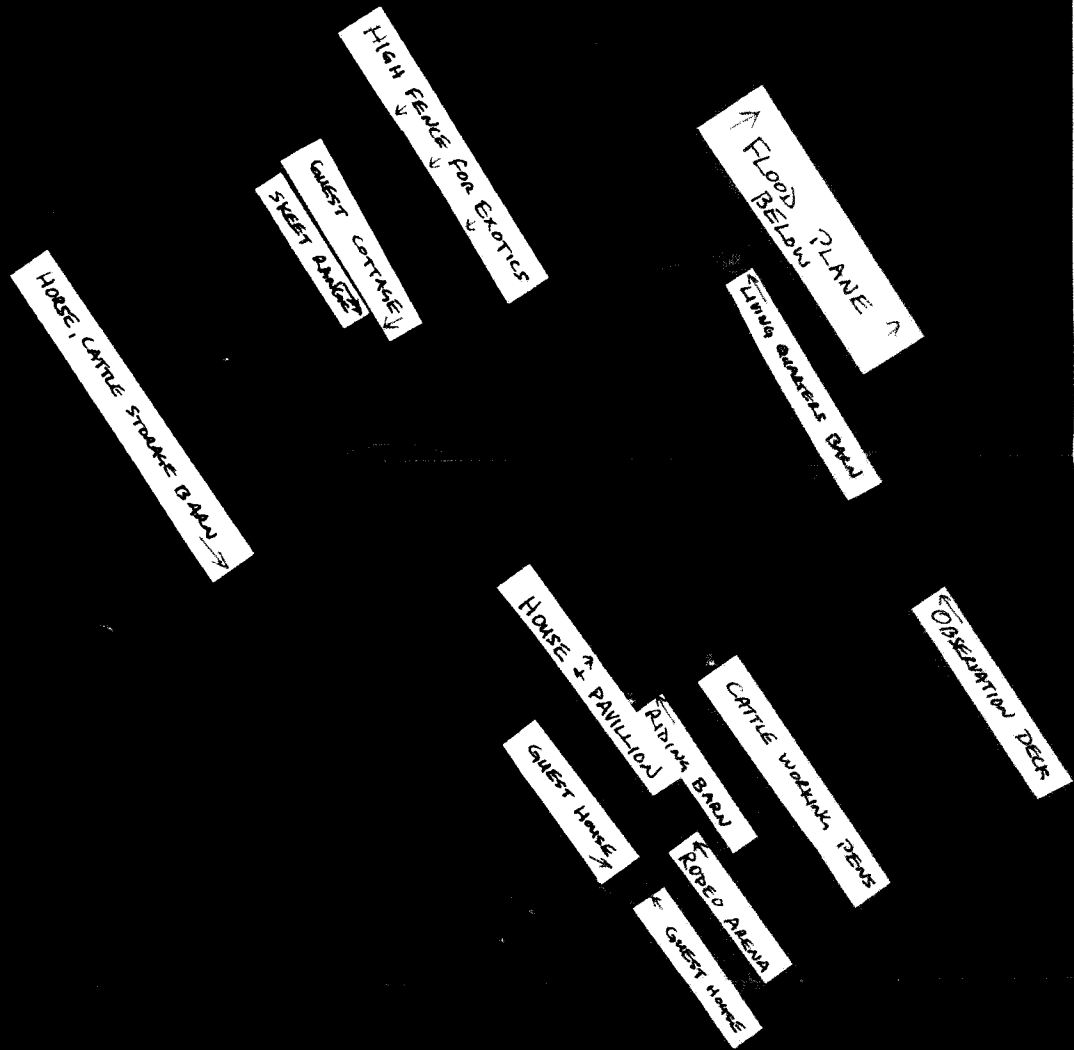 HIGH FENCE FOR EXOTICS
GUEST COTTAGE
SKEET RANGE
FLOOD PLANE
BELOW
HORSE, CATTLE STORAGE BARN
LIVING QUARTERS BARN
HOUSE + PAVILLION
RIDING BARN
CATTLE WORKING PENS
OBSERVATION DECK
GUEST HOUSE
RODEO ARENA
GUEST HOUSE